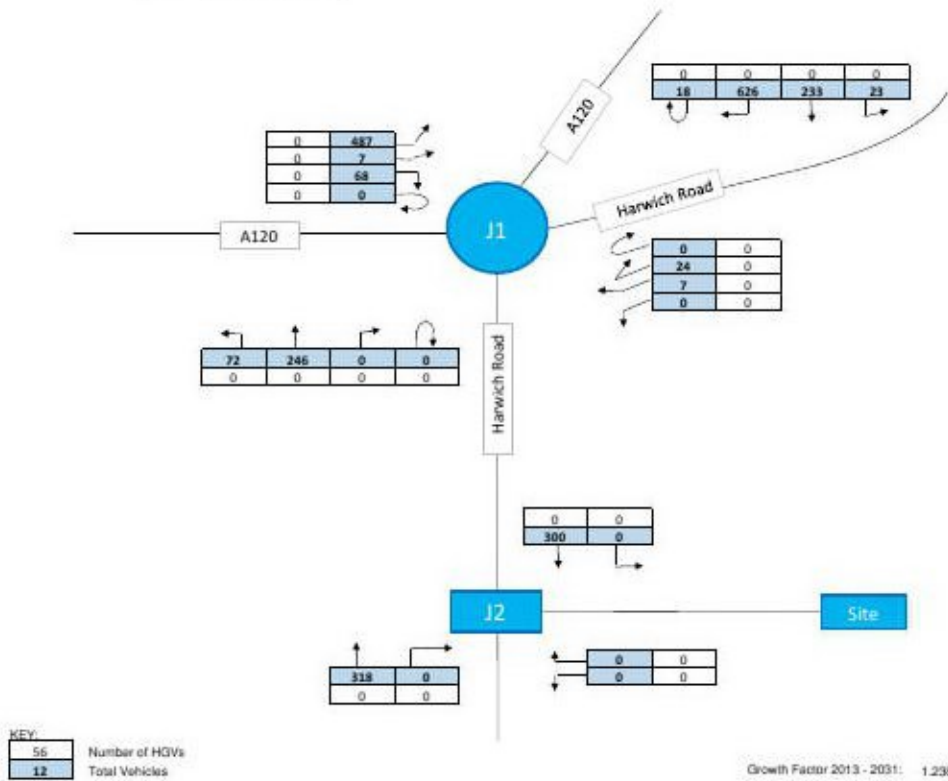 0 0 0 0
18 626 233 23
A120
0 487
0 7
0 68
0 0
Harwich Road
J1
A120
0 0
24 0
7 0
0 0
72 246 0 0
0 0 0 0
Harwich Road
0 0
300 0
J2
Site
318 0
0 0
0 0
0 0
KEY:
56 Number of HGVs
12 Total Vehicles
Growth Factor 2013 - 2031: